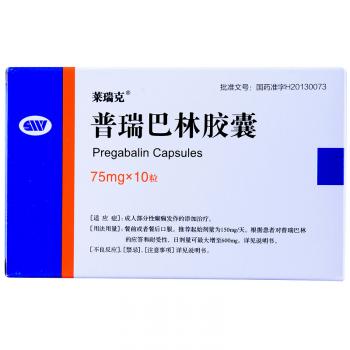 批准文号：国药准字H20130073
莱瑞克®
普瑞巴林胶囊
Pregabalin Capsules
75mg×10粒
[适 应 症]：成人部分性癫痫发作的添加治疗。
[用法用量]：餐前或者餐后口服。推荐起始剂量为150mg/天。根据患者对普瑞巴林
的应答和耐受性，日剂量可最大增至600mg。详见说明书。
[不良反应]、[禁忌]、[注意事项]详见说明书。